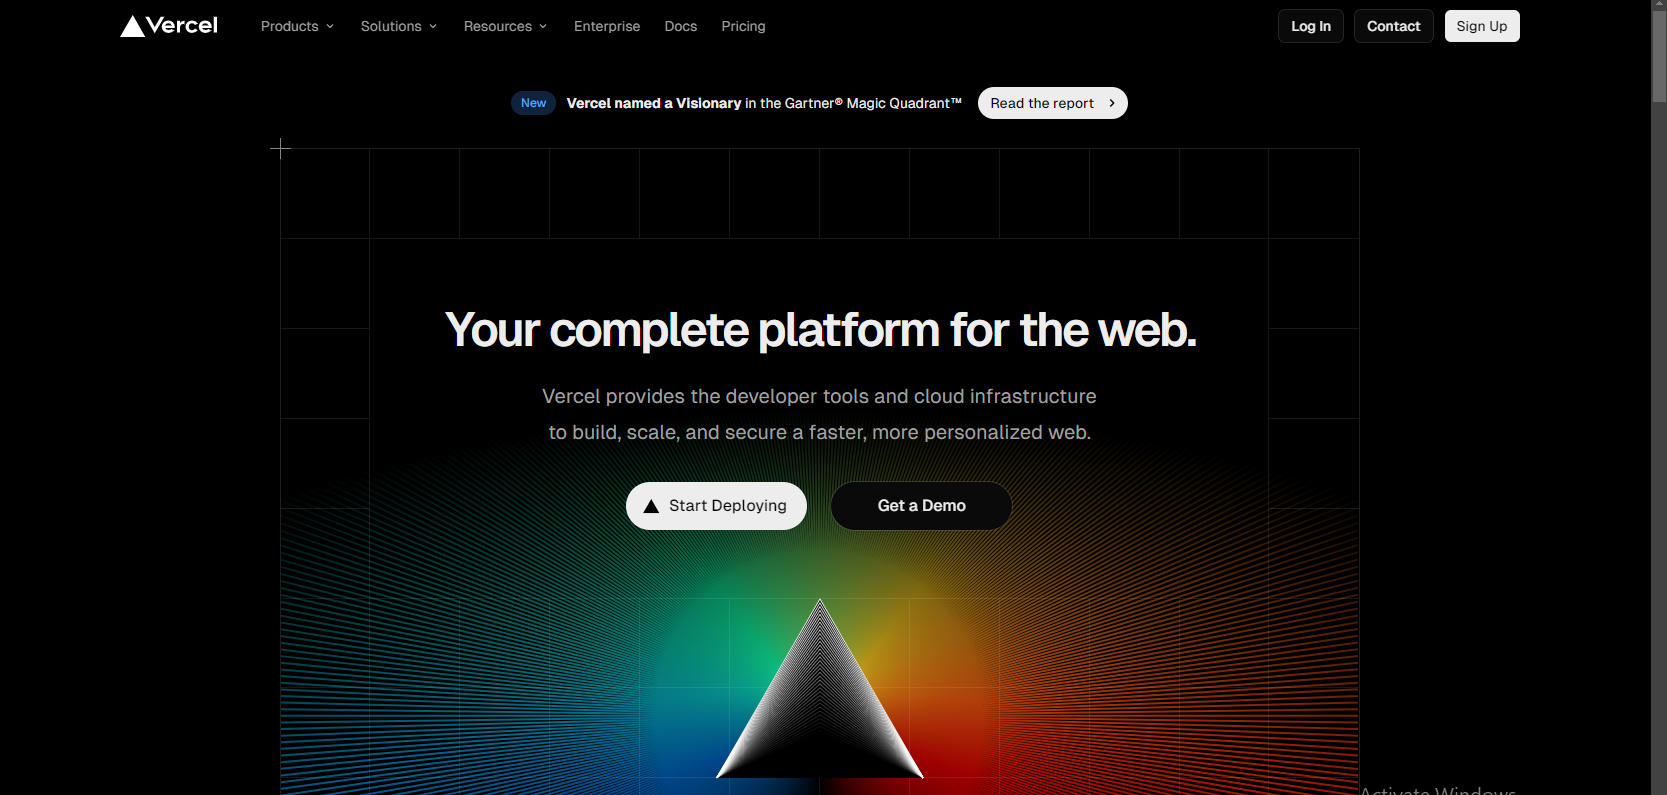 Vercel
Products
Solutions
Resources
Enterprise
Docs
Pricing
Log In
Contact
Sign Up
New
Vercel named a Visionary in the Gartner® Magic Quadrant™
Read the report
Your complete platform for the web.
Vercel provides the developer tools and cloud infrastructure
to build, scale, and secure a faster, more personalized web.
Start Deploying
Get a Demo
Activate Windows